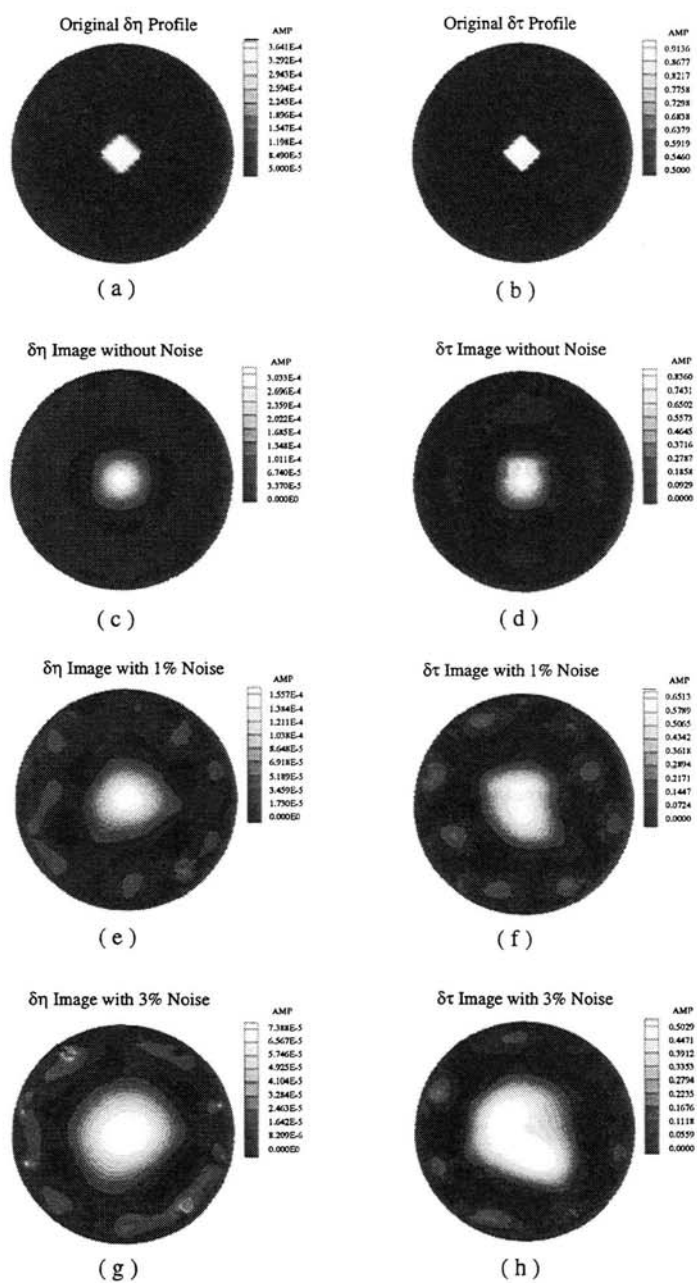 Original δη Profile
AMP
3.641E-4
3.292E-4
2.943E-4
2.594E-4
2.245E-4
1.896E-4
1.547E-4
1.198E-4
8.490E-5
5.000E-5
(a)
Original δτ Profile
AMP
0.9136
0.8677
0.8217
0.7758
0.7298
0.6838
0.6379
0.5919
0.5460
0.5000
(b)
δη Image without Noise
AMP
3.033E-4
2.696E-4
2.359E-4
2.022E-4
1.685E-4
1.348E-4
1.011E-4
6.740E-5
3.370E-5
0.000E0
(c)
δτ Image without Noise
AMP
0.8360
0.7431
0.6502
0.5573
0.4645
0.3716
0.2787
0.1858
0.0929
0.0000
(d)
δη Image with 1% Noise
AMP
1.557E-4
1.384E-4
1.211E-4
1.038E-4
8.648E-5
6.918E-5
5.189E-5
3.459E-5
1.730E-5
0.000E0
(e)
δτ Image with 1% Noise
AMP
0.6513
0.5789
0.5065
0.4342
0.3618
0.2894
0.2171
0.1447
0.0724
0.0000
(f)
δη Image with 3% Noise
AMP
7.388E-5
6.567E-5
5.746E-5
4.925E-5
4.104E-5
3.284E-5
2.463E-5
1.642E-5
8.209E-6
0.000E0
(g)
δτ Image with 3% Noise
AMP
0.5029
0.4471
0.3912
0.3353
0.2794
0.2235
0.1676
0.1118
0.0559
0.0000
(h)